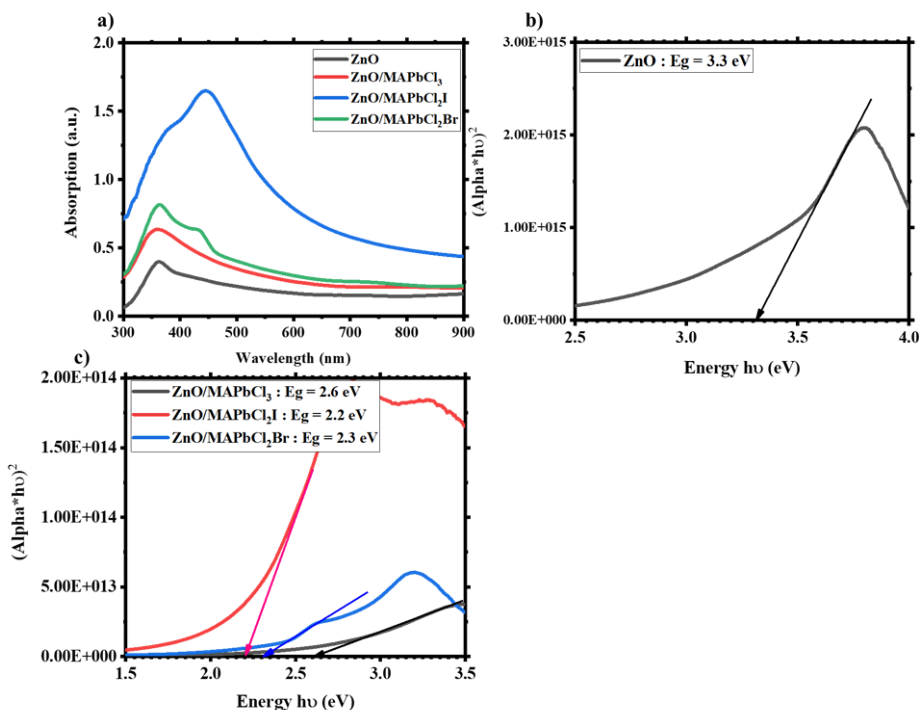 a)
2.0
1.5
1.0
0.5
0.0
Absorption (a.u.)
ZnO
ZnO/MAPbCl₃
ZnO/MAPbCl₂I
ZnO/MAPbCl₂Br
300 400 500 600 700 800 900
Wavelength (nm)
b)
3.00E+015
2.00E+015
1.00E+015
0.00E+000
(Alpha*hυ)²
ZnO : Eg = 3.3 eV
2.5 3.0 3.5 4.0
Energy hυ (eV)
c)
2.00E+014
1.50E+014
1.00E+014
5.00E+013
0.00E+000
(Alpha*hυ)²
ZnO/MAPbCl₃ : Eg = 2.6 eV
ZnO/MAPbCl₂I : Eg = 2.2 eV
ZnO/MAPbCl₂Br : Eg = 2.3 eV
1.5 2.0 2.5 3.0 3.5
Energy hυ (eV)